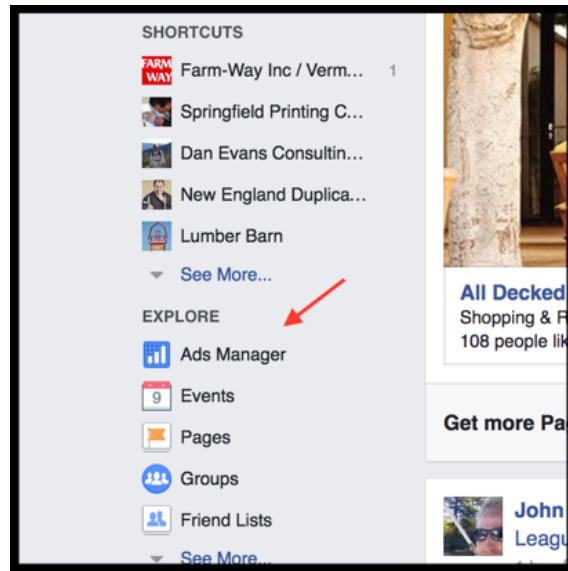 SHORTCUTS
FARM WAY
Farm-Way Inc / Verm... 1
Springfield Printing C...
Dan Evans Consultin...
New England Duplica...
Lumber Barn
See More...
EXPLORE
Ads Manager
9 Events
Pages
Groups
Friend Lists
See More...
All Decked
Shopping & R
108 people lik
Get more Pa
John
Leagu